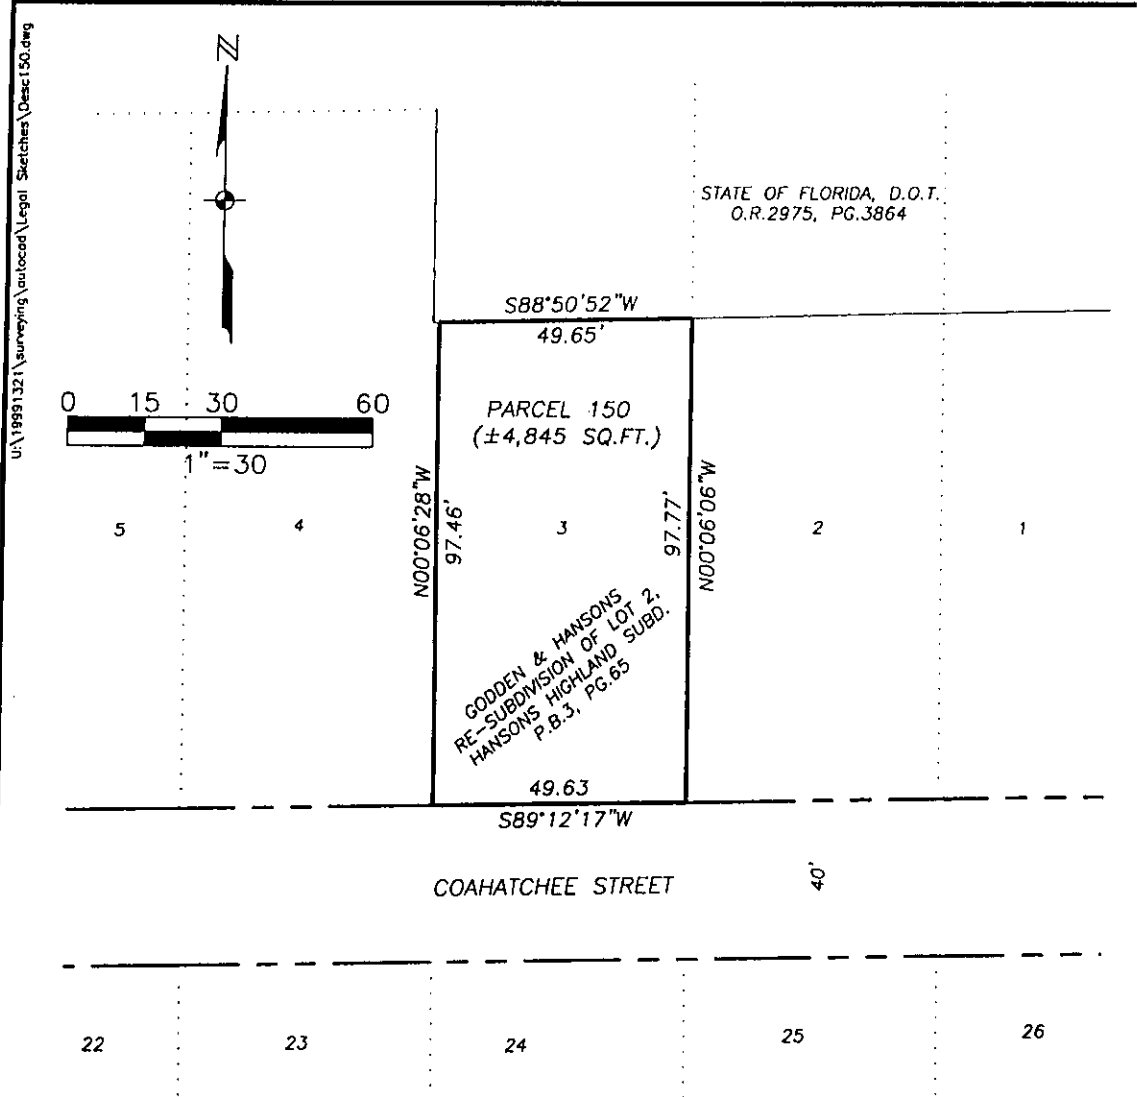 U:\19991321\surveying\autocad\Legal Sketches\Desc150.dwg
N
STATE OF FLORIDA, D.O.T.
O.R.2975, PG.3864
S88°50'52"W
49.65'
0 15 30 60
1"=30
PARCEL 150
(±4,845 SQ.FT.)
N00°06'28"W
97.46'
97.77'
N00°06'06"W
5 4 3 2 1
GODDEN & HANSONS
RE-SUBDIVISION OF LOT 2,
HANSONS HIGHLAND SUBD.
P.B.3, PG.65
49.63
S89°12'17"W
COAHATCHEE STREET
40'
22 23 24 25 26